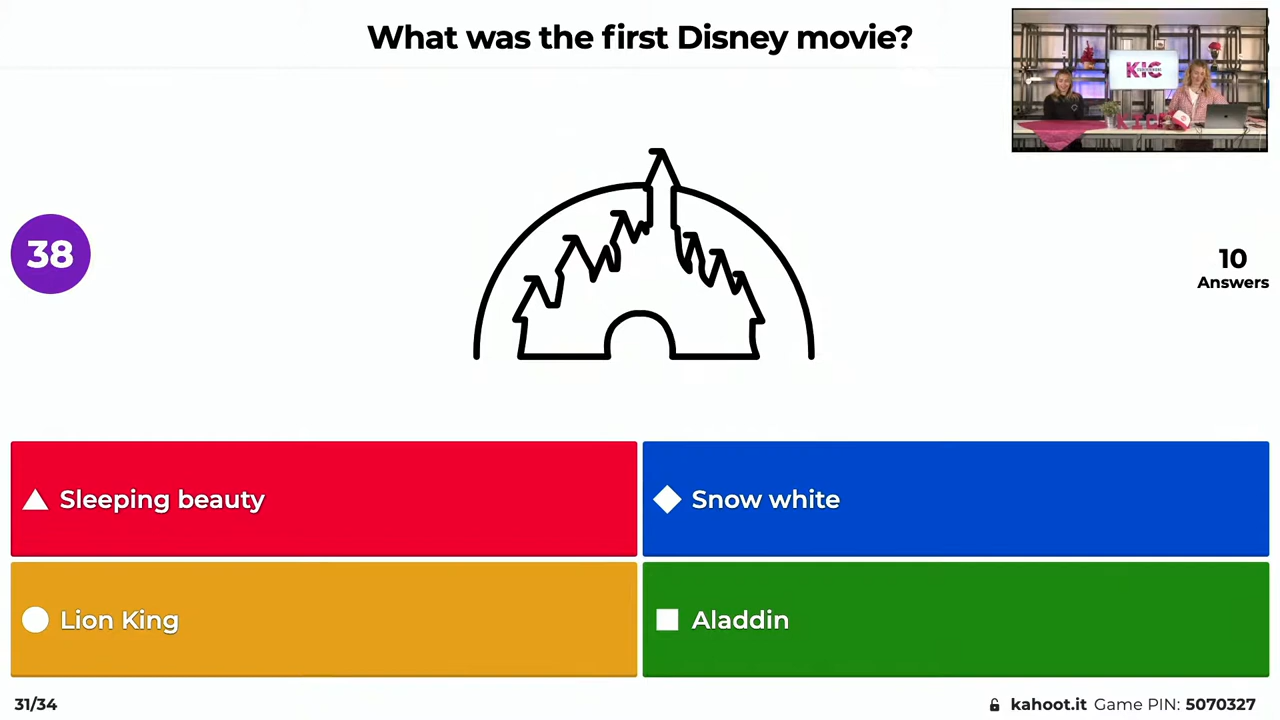 What was the first Disney movie?
KIC
38
10
Answers
Sleeping beauty
Snow white
Lion King
Aladdin
31/34
kahoot.it Game PIN: 5070327